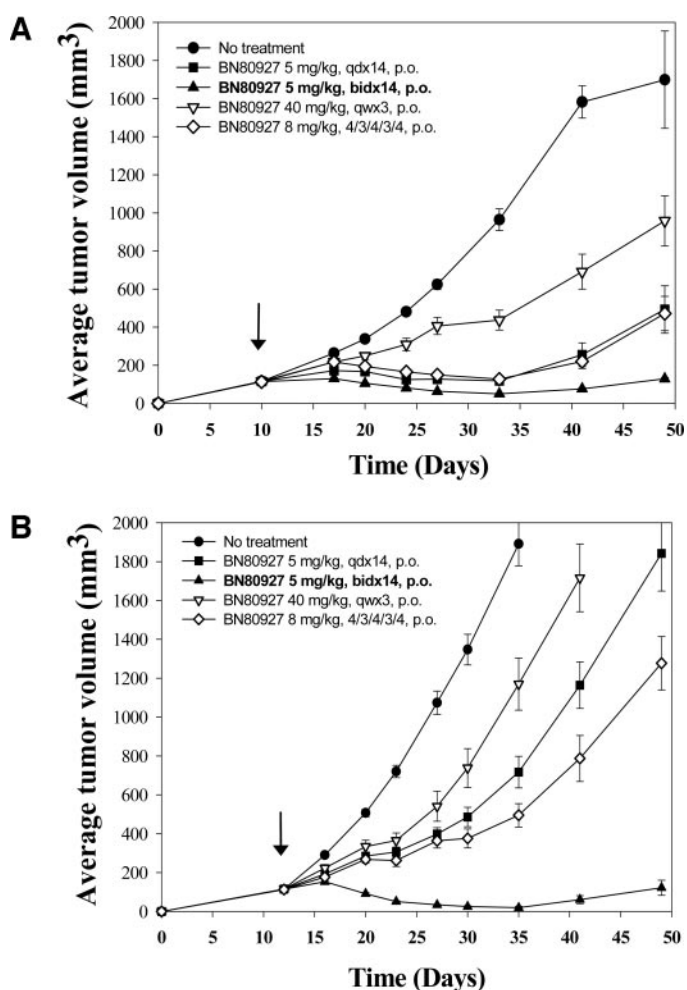 A
Average tumor volume (mm³)
2000
1800
1600
1400
1200
1000
800
600
400
200
0
No treatment
BN80927 5 mg/kg, qdx14, p.o.
BN80927 5 mg/kg, bidx14, p.o.
BN80927 40 mg/kg, qwx3, p.o.
BN80927 8 mg/kg, 4/3/4/3/4, p.o.
0 5 10 15 20 25 30 35 40 45 50
Time (Days)
B
Average tumor volume (mm³)
2000
1800
1600
1400
1200
1000
800
600
400
200
0
No treatment
BN80927 5 mg/kg, qdx14, p.o.
BN80927 5 mg/kg, bidx14, p.o.
BN80927 40 mg/kg, qwx3, p.o.
BN80927 8 mg/kg, 4/3/4/3/4, p.o.
0 5 10 15 20 25 30 35 40 45 50
Time (Days)